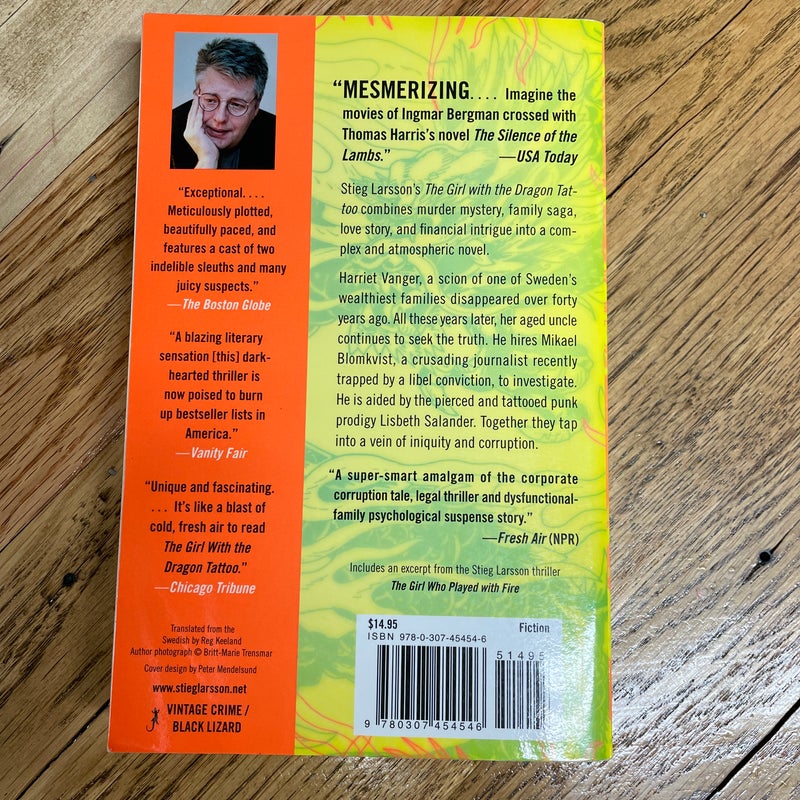 “Exceptional. . . .
Meticulously plotted,
beautifully paced, and
features a cast of two
indelible sleuths and many
juicy suspects.”
—The Boston Globe
“A blazing literary
sensation [this] dark-
hearted thriller is
now poised to burn
up bestseller lists in
America.”
—Vanity Fair
“Unique and fascinating.
. . . It’s like a blast of
cold, fresh air to read
The Girl With the
Dragon Tattoo.”
—Chicago Tribune
Translated from the
Swedish by Reg Keeland
Author photograph © Britt-Marie Trensmar
Cover design by Peter Mendelsund
www.stieglarsson.net
VINTAGE CRIME/
BLACK LIZARD
“MESMERIZING. . . . Imagine the
movies of Ingmar Bergman crossed with
Thomas Harris’s novel The Silence of the
Lambs.” —USA Today
Stieg Larsson’s The Girl with the Dragon Tat-
too combines murder mystery, family saga,
love story, and financial intrigue into a com-
plex and atmospheric novel.
Harriet Vanger, a scion of one of Sweden’s
wealthiest families disappeared over forty
years ago. All these years later, her aged uncle
continues to seek the truth. He hires Mikael
Blomkvist, a crusading journalist recently
trapped by a libel conviction, to investigate.
He is aided by the pierced and tattooed punk
prodigy Lisbeth Salander. Together they tap
into a vein of iniquity and corruption.
“A super-smart amalgam of the corporate
corruption tale, legal thriller and dysfunctional-
family psychological suspense story.”
—Fresh Air (NPR)
Includes an excerpt from the Stieg Larsson thriller
The Girl Who Played with Fire
$14.95 Fiction
ISBN 978-0-307-45454-6
51495
9 780307 454546